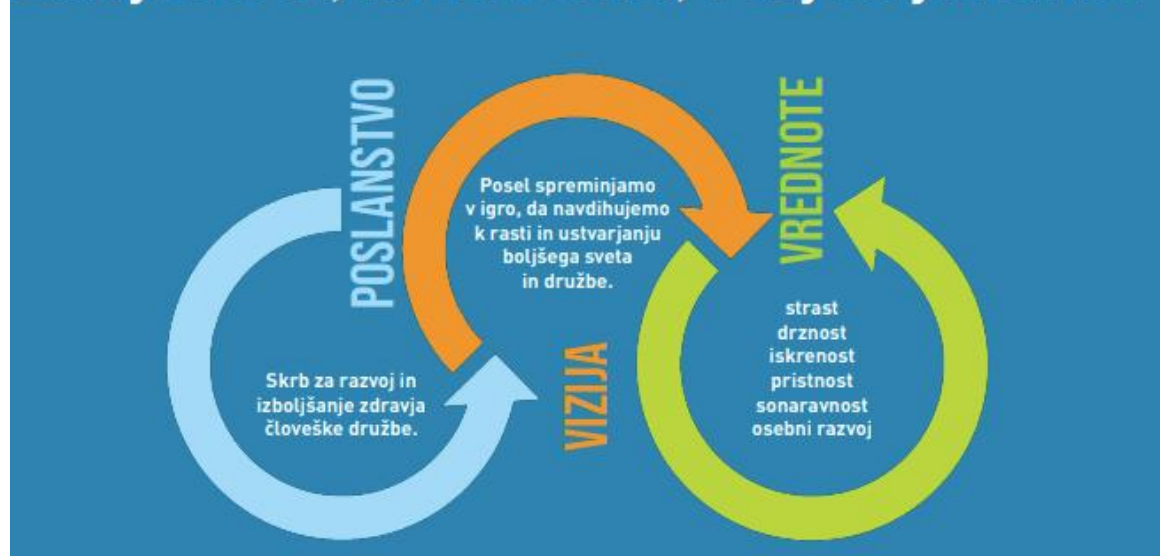 POSLANSTVO
Skrb za razvoj in
izboljšanje zdravja
človeške družbe.
VIZIJA
Posel spreminjamo
v igro, da navdihujemo
k rasti in ustvarjanju
boljšega sveta
in družbe.
VREDNOTE
strast
drznost
iskrenost
pristnost
sonaravnost
osebni razvoj